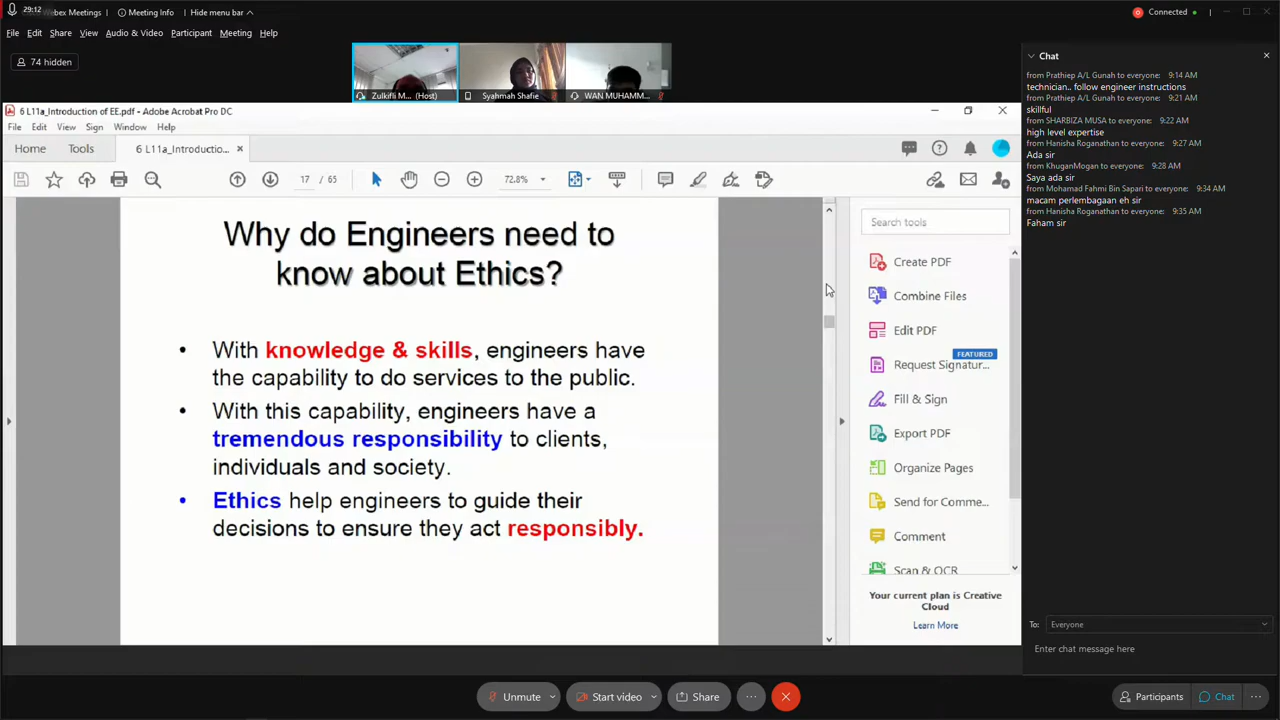 29:12
ex Meetings
Meeting Info
Hide menu bar
Connected
File Edit Share View Audio & Video Participant Meeting Help
74 hidden
Zulkifli M... (Host)
Syahmah Shafie
WAN MUHAMM...
6 L11a_Introduction of EE.pdf - Adobe Acrobat Pro DC
File Edit View Sign Window Help
Home Tools 6 L11a_Introductio...
17 / 65 72.8%
Why do Engineers need to
know about Ethics?
• With knowledge & skills, engineers have
the capability to do services to the public.
• With this capability, engineers have a
tremendous responsibility to clients,
individuals and society.
• Ethics help engineers to guide their
decisions to ensure they act responsibly.
Search tools
Create PDF
Combine Files
Edit PDF
FEATURED
Request Signatur...
Fill & Sign
Export PDF
Organize Pages
Send for Comme...
Comment
Scan & OCR
Your current plan is Creative
Cloud
Learn More
Chat
from Prathiep A/L Gunah to everyone: 9:14 AM
technician.. follow engineer instructions
from Prathiep A/L Gunah to everyone: 9:21 AM
skillful
from SHARBIZA MUSA to everyone: 9:22 AM
high level expertise
from Hanisha Roganathan to everyone: 9:27 AM
Ada sir
from KhuganMogan to everyone: 9:28 AM
Saya ada sir
from Mohamad Fahmi Bin Sapari to everyone: 9:34 AM
macam perlembagaan eh sir
from Hanisha Roganathan to everyone: 9:35 AM
Faham sir
To: Everyone
Enter chat message here
Unmute
Start video
Share
Participants
Chat